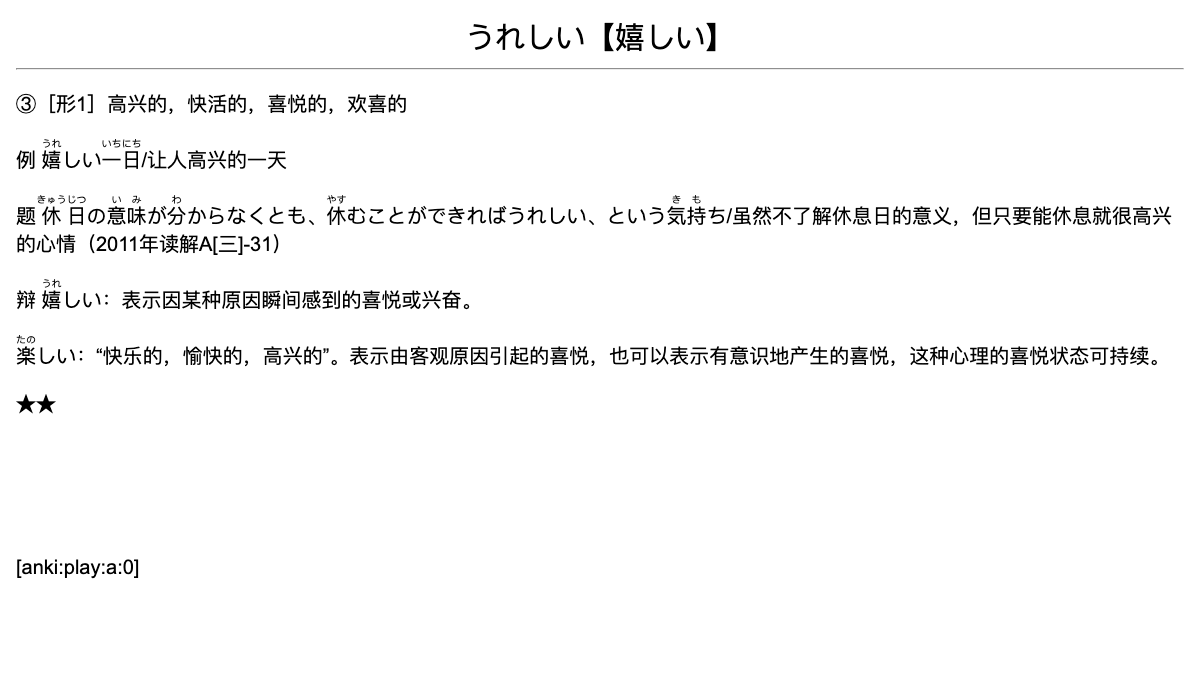 うれしい【嬉しい】
③［形1］高兴的，快活的，喜悦的，欢喜的
うれ いちにち
例 嬉しい一日/让人高兴的一天
きゅうじつ い み わ やす き も
题 休 日の意味が分からなくとも、休むことができればうれしい、という気持ち/虽然不了解休息日的意义，但只要能休息就很高兴
的心情（2011年读解A[三]-31）
うれ
辩 嬉しい：表示因某种原因瞬间感到的喜悦或兴奋。
たの
楽しい：“快乐的，愉快的，高兴的”。表示由客观原因引起的喜悦，也可以表示有意识地产生的喜悦，这种心理的喜悦状态可持续。
★★
[anki:play:a:0]